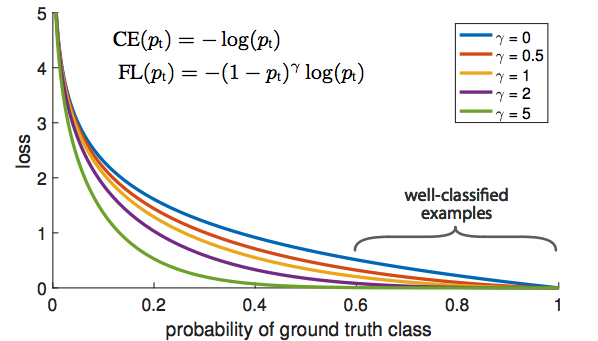 CE(pt) = − log(pt)
FL(pt) = −(1 − pt)γ log(pt)
γ = 0
γ = 0.5
γ = 1
γ = 2
γ = 5
well-classified
examples
loss
5
4
3
2
1
0
0
0.2
0.4
0.6
0.8
1
probability of ground truth class